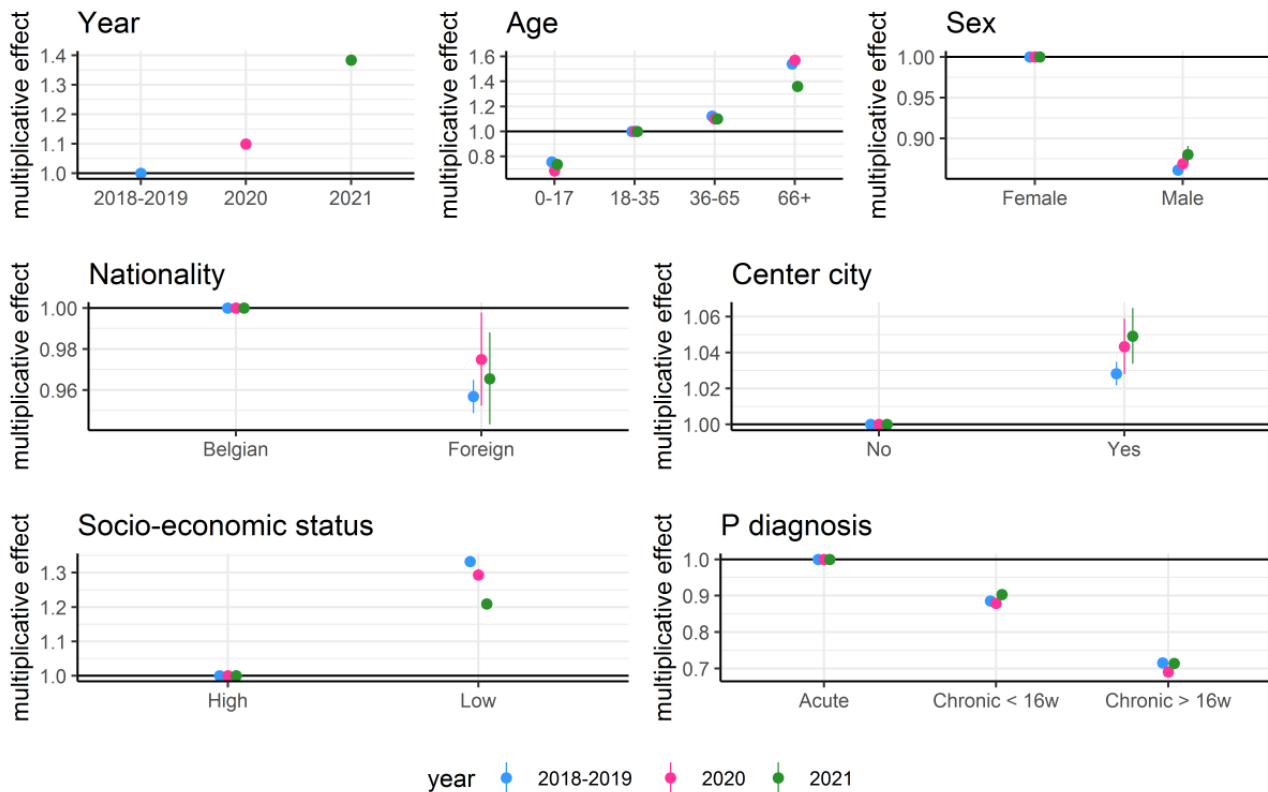 Year
multiplicative effect
1.4
1.3
1.2
1.1
1.0
2018-2019 2020 2021
Age
multiplicative effect
1.6
1.4
1.2
1.0
0.8
0-17 18-35 36-65 66+
Sex
multiplicative effect
1.00
0.95
0.90
Female Male
Nationality
multiplicative effect
1.00
0.98
0.96
Belgian Foreign
Center city
multiplicative effect
1.06
1.04
1.02
1.00
No Yes
Socio-economic status
multiplicative effect
1.3
1.2
1.1
1.0
High Low
P diagnosis
multiplicative effect
1.0
0.9
0.8
0.7
Acute Chronic < 16w Chronic > 16w
year 2018-2019 2020 2021